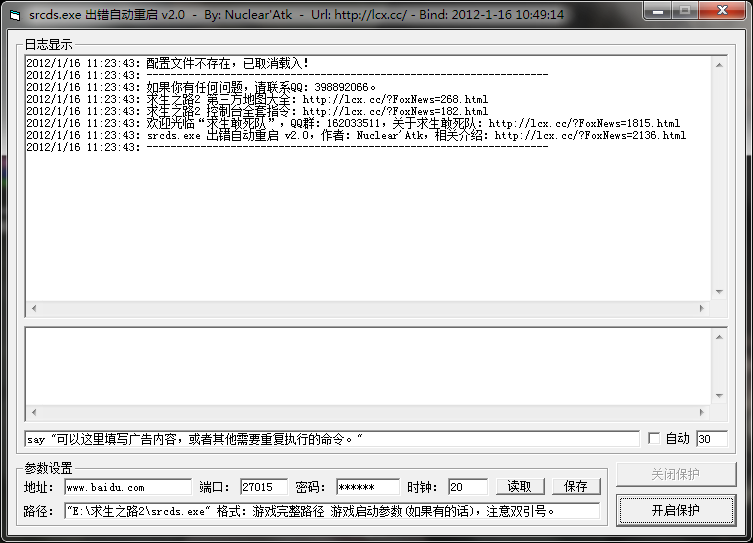 srcds.exe 出错自动重启 v2.0 - By: Nuclear'Atk - Url: http://lcx.cc/ - Bind: 2012-1-16 10:49:14
日志显示
2012/1/16 11:23:43: 配置文件不存在，已取消载入！
2012/1/16 11:23:43: ----------------------------------------------------------------
2012/1/16 11:23:43: 如果你有任何问题，请联系QQ: 398892066。
2012/1/16 11:23:43: 求生之路2 第三方地图大全: http://lcx.cc/?FoxNews=268.html
2012/1/16 11:23:43: 求生之路2 控制台全套指令: http://lcx.cc/?FoxNews=182.html
2012/1/16 11:23:43: 欢迎光临“求生敢死队”，QQ群: 162033511，关于求生敢死队: http://lcx.cc/?FoxNews=1815.html
2012/1/16 11:23:43: srcds.exe 出错自动重启 v2.0，作者: Nuclear'Atk，相关介绍: http://lcx.cc/?FoxNews=2136.html
2012/1/16 11:23:43: ----------------------------------------------------------------
say "可以这里填写广告内容，或者其他需要重复执行的命令。" 自动 30
参数设置
地址: www.baidu.com 端口: 27015 密码: ****** 时钟: 20 读取 保存
路径: "E:\求生之路2\srcds.exe" 格式: 游戏完整路径 游戏启动参数(如果有的话)，注意双引号。
关闭保护
开启保护